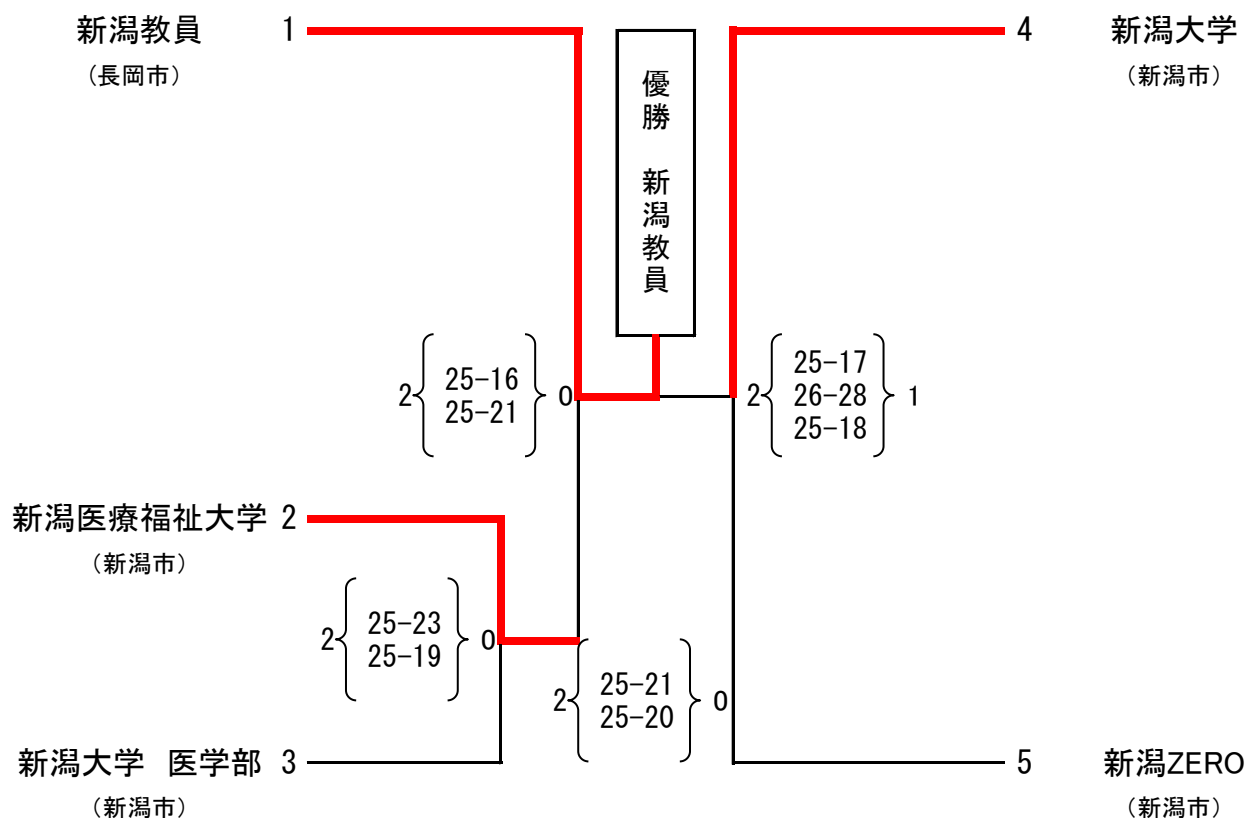 新潟教員 1
（長岡市）
4 新潟大学
（新潟市）
優勝 新潟教員
2 25-16 0
25-21
2 25-17 1
26-28
25-18
新潟医療福祉大学 2
（新潟市）
2 25-23 0
25-19
2 25-21 0
25-20
新潟大学 医学部 3
（新潟市）
5 新潟ZERO
（新潟市）